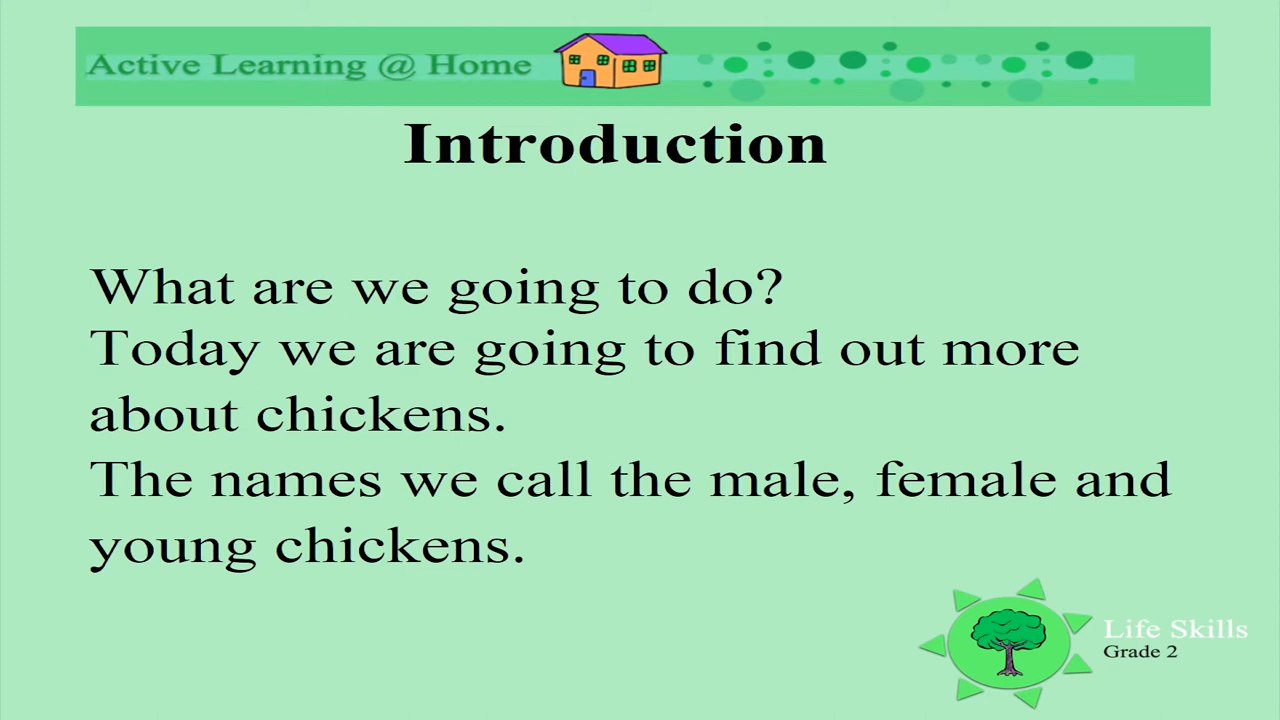 Active Learning @ Home
Introduction
What are we going to do?
Today we are going to find out more
about chickens.
The names we call the male, female and
young chickens.
Life Skills
Grade 2